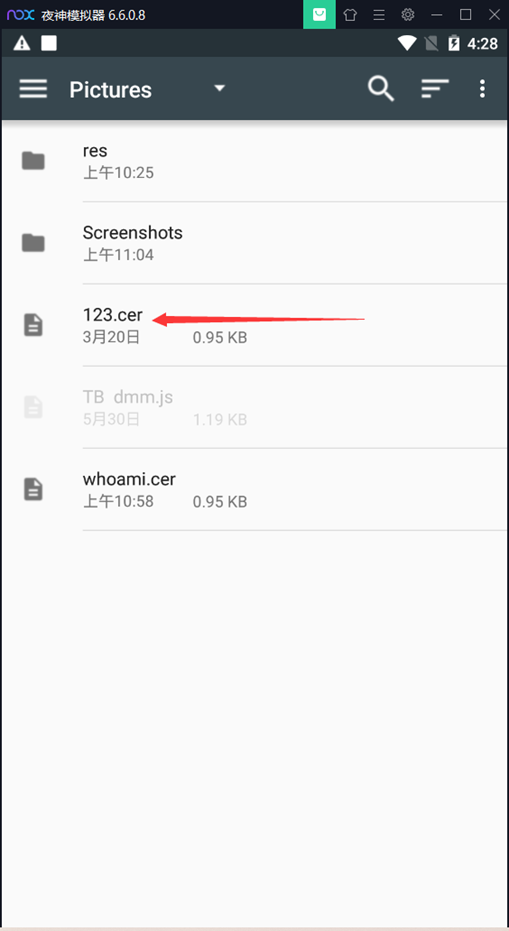 nox 夜神模拟器 6.6.0.8
4:28
Pictures
res
上午10:25
Screenshots
上午11:04
123.cer
3月20日 0.95 KB
TB dmm.js
5月30日 1.19 KB
whoami.cer
上午10:58 0.95 KB